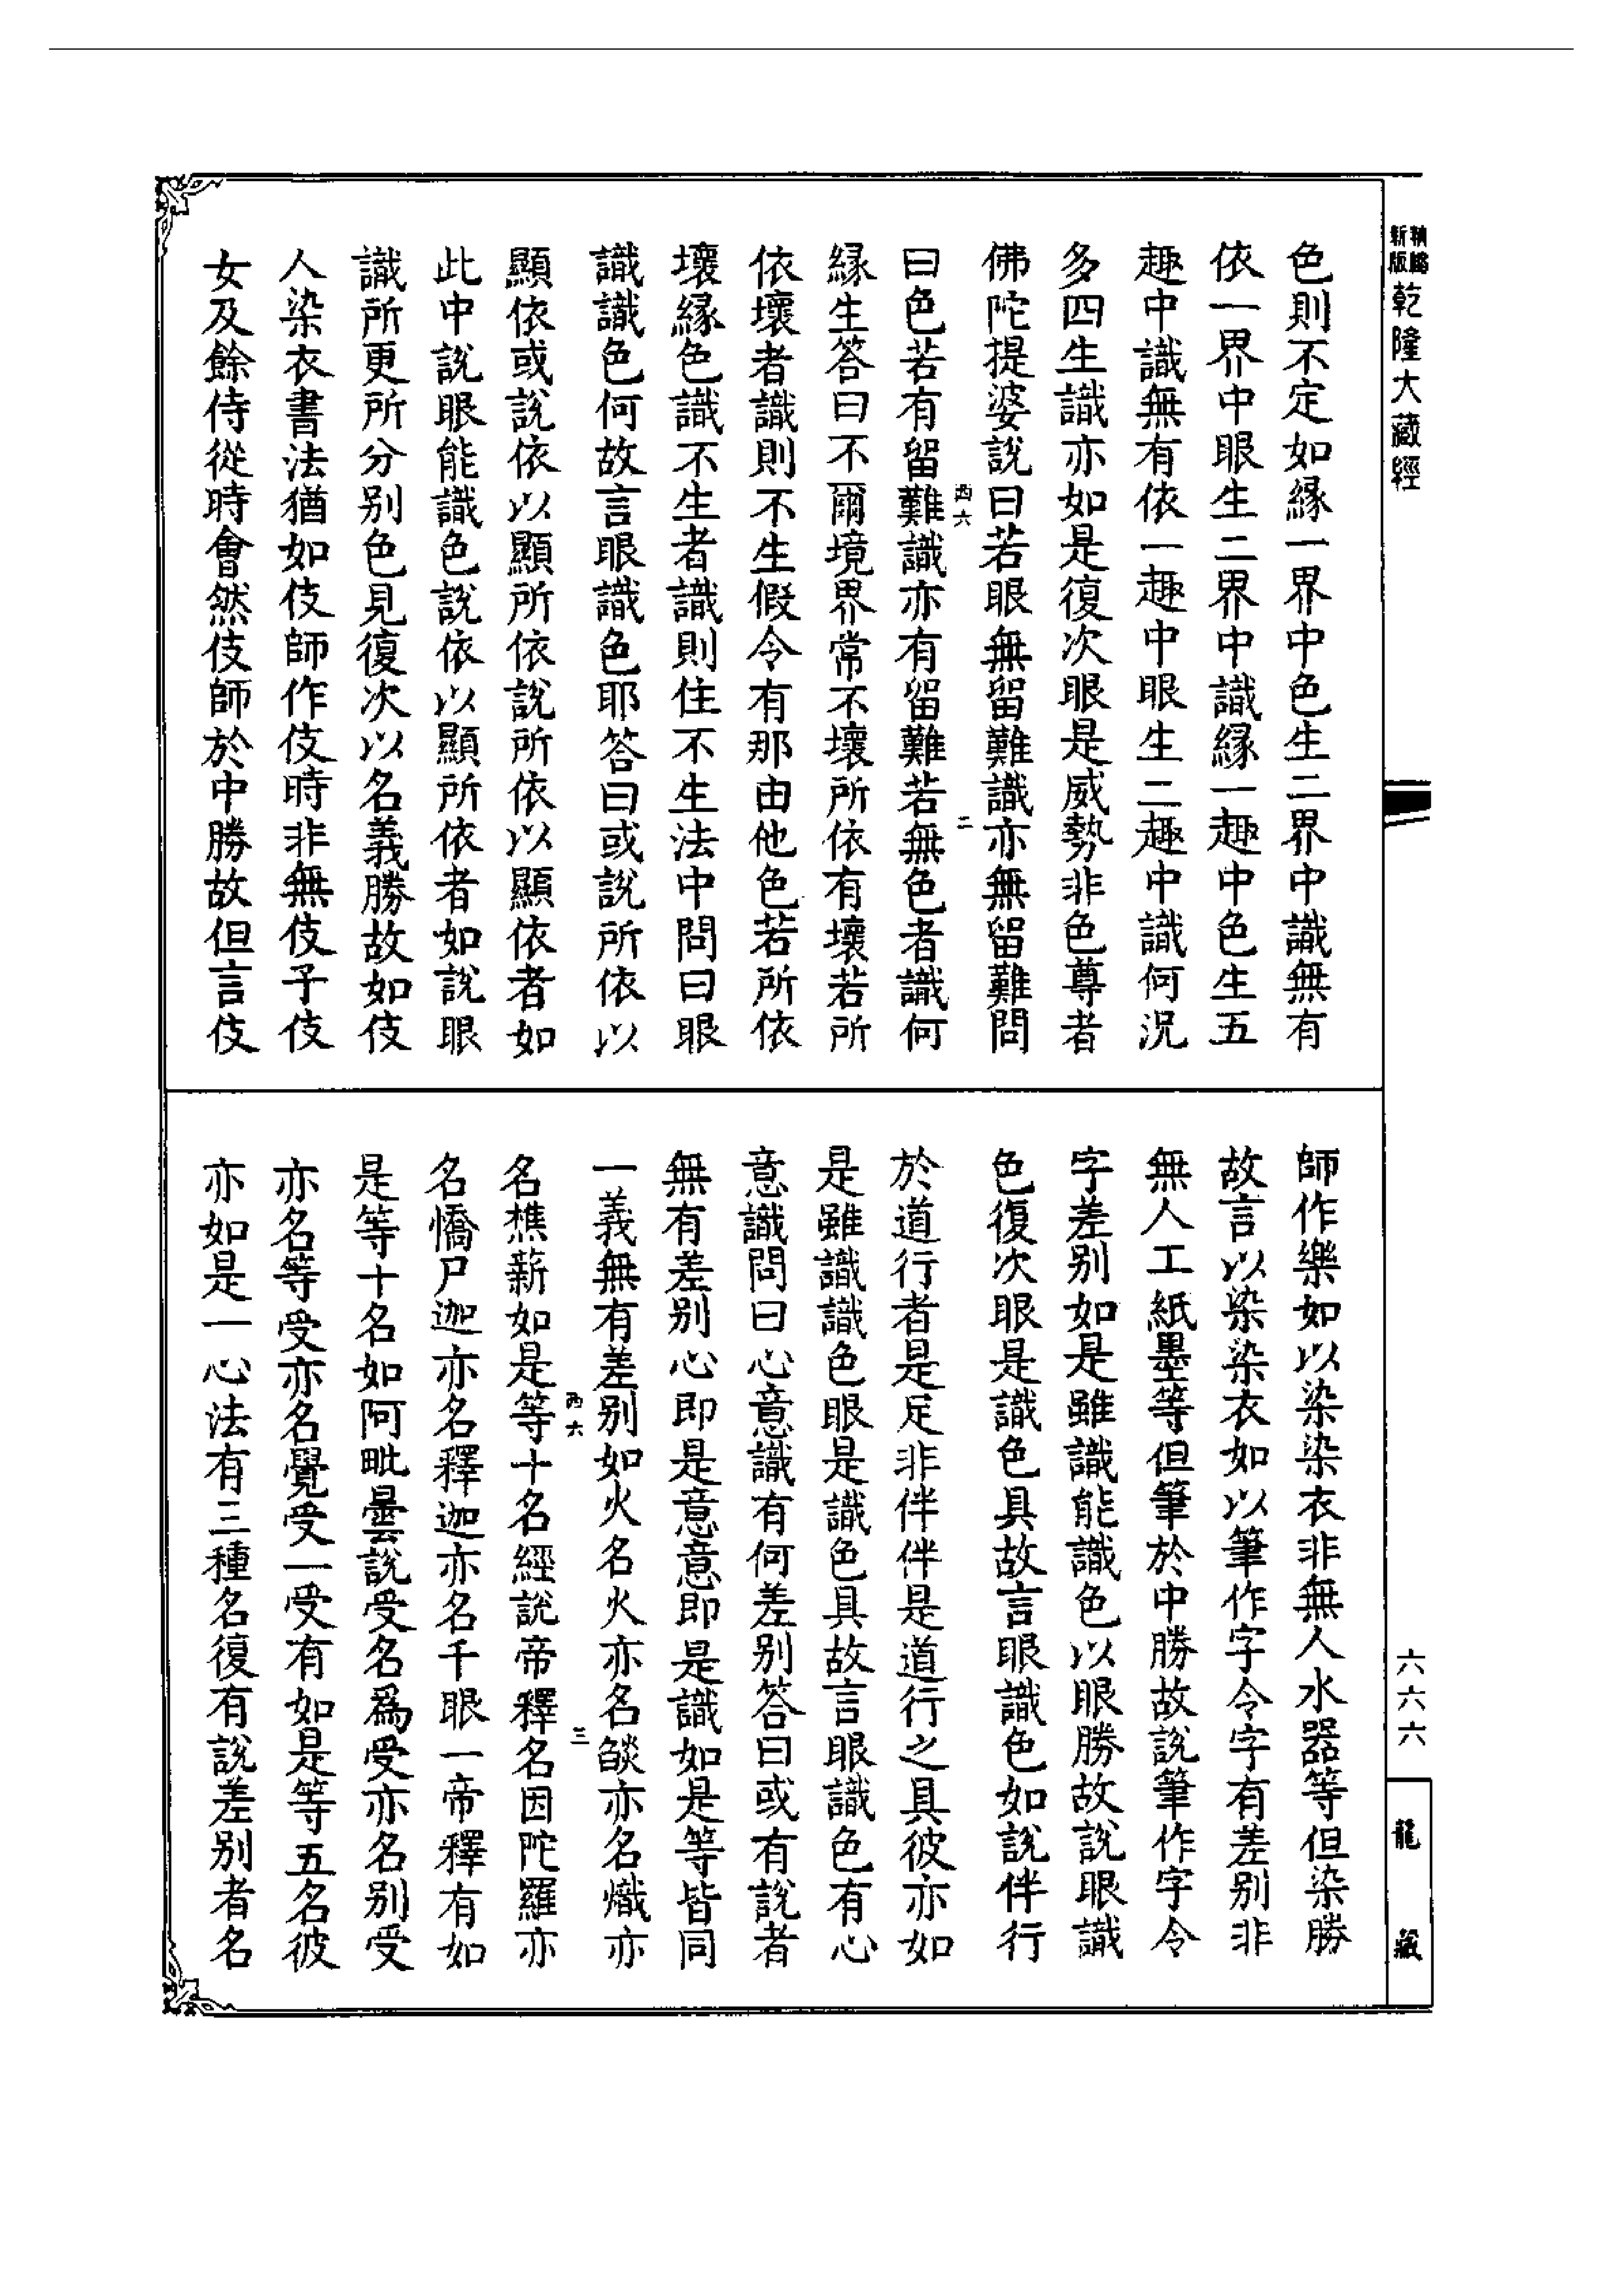 新版
乾隆大藏經
色則不定如緣一界中色生二界中識無有
依一界中眼生二界中識緣一趣中色生五
趣中識無有依一趣中眼生二趣中識何況
多四生識亦如是復次眼是威勢非色尊者
佛陀提婆說曰若眼無留難識亦無留難問
西六
二
曰色若有留難識亦有留難若無色者識何
緣生答曰不爾境界常不壞所依有壞若所
依壞者識則不生假令有那由他色若所依
壞緣色識不生者識則住不生法中問曰眼
識識色何故言眼識色耶答曰或說所依以
顯依或說依以顯所依說所依以顯依者如
此中說眼能識色說依以顯所依者如說眼
識所更所分別色見復次以名義勝故如伎
人染衣書法猶如伎師作伎時非無伎子伎
女及餘侍從時會然伎師於中勝故但言伎
師作樂如以染染衣非無人水器等但染勝
故言以染染衣如以筆作字令字有差別非
無人工紙墨等但筆於中勝故說筆作字令
字差別如是雖識能識色以眼勝故說眼識
色復次眼是識色具故言眼識色如說伴行
於道行者是足非伴伴是道行之具彼亦如
是雖識識色眼是識色具故言眼識色有心
意識問曰心意識有何差別答曰或有說者
無有差別心即是意意即是識如是等皆同
一義無有差別如火名火亦名燄亦名熾亦
西六
三
名樵薪如是等十名經說帝釋名因陀羅亦
名憍尸迦亦名釋迦亦名千眼一帝釋有如
是等十名如阿毗曇說受名為受亦名別受
亦名等受亦名覺受一受有如是等五名彼
亦如是一心法有三種名復有說差別者名
六六六
龍藏